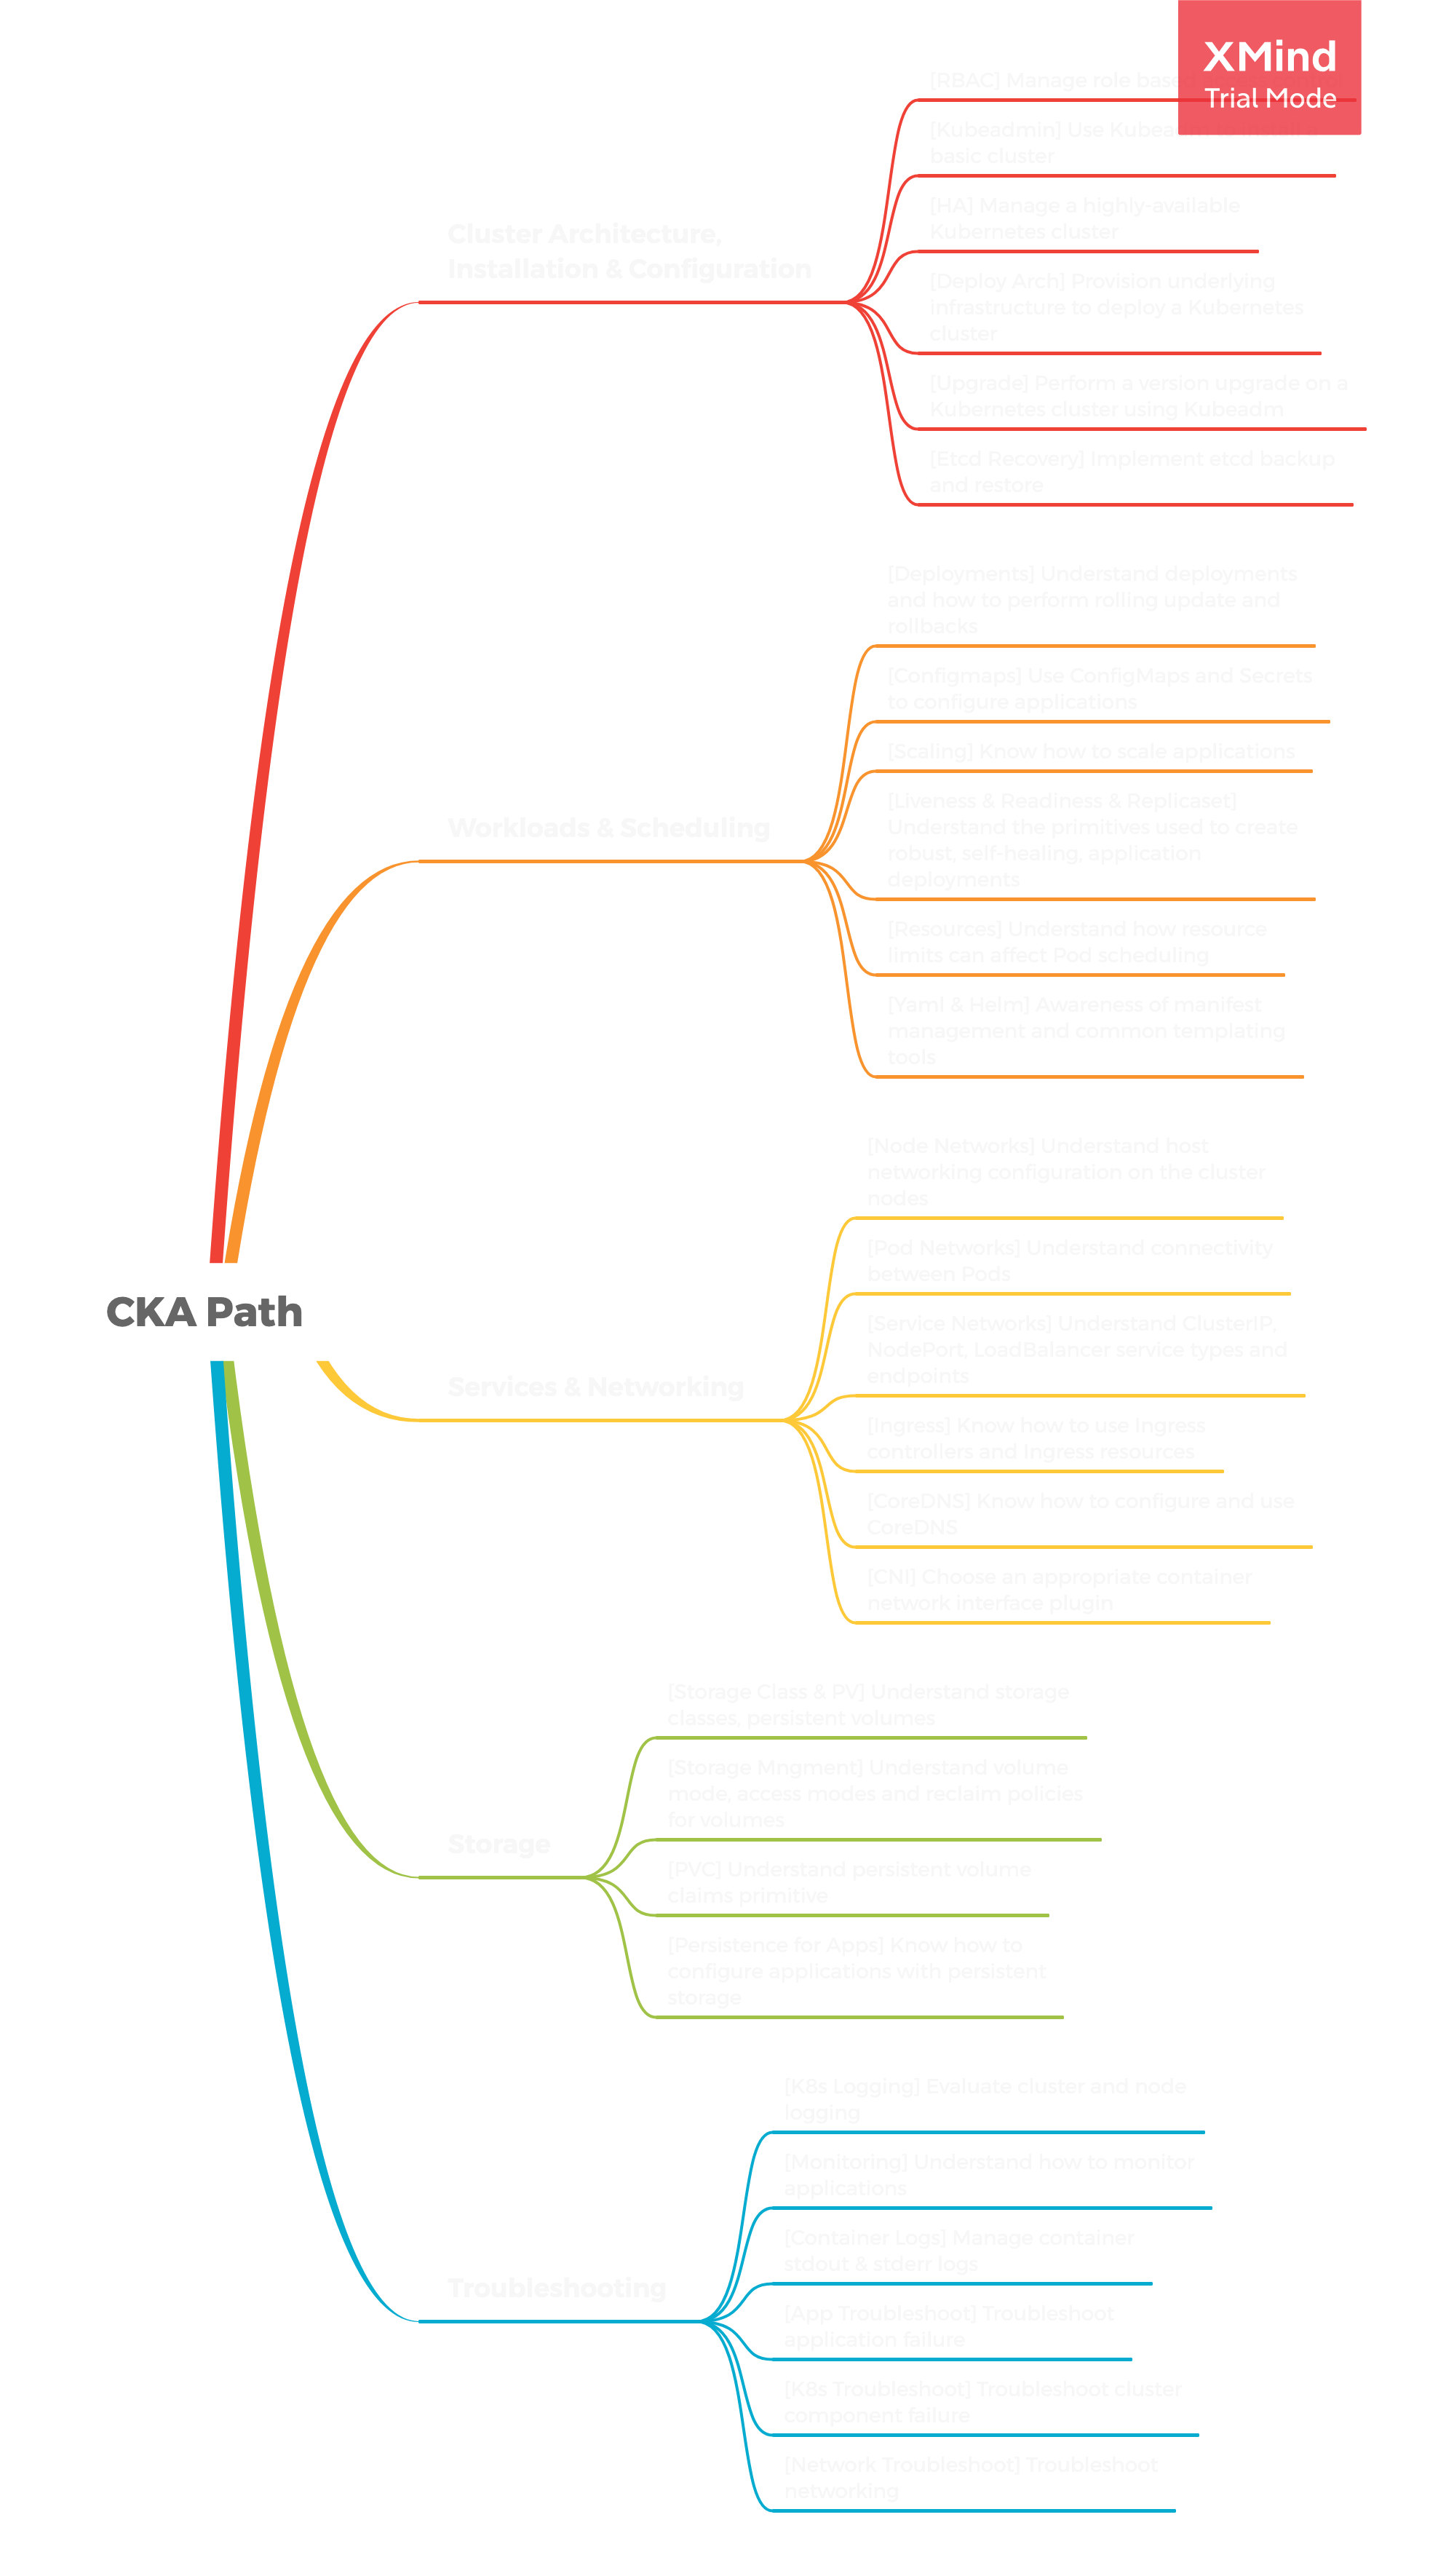 XMind
Trial Mode
[RBAC] Manage role based
[Kubeadmin] Use Kubeadm to install a
basic cluster
[HA] Manage a highly-available
Kubernetes cluster
Cluster Architecture,
Installation & Configuration
[Deploy Arch] Provision underlying
infrastructure to deploy a Kubernetes
cluster
[Upgrade] Perform a version upgrade on a
Kubernetes cluster using Kubeadm
[Etcd Recovery] Implement etcd backup
and restore
[Deployments] Understand deployments
and how to perform rolling update and
rollbacks
[Configmaps] Use ConfigMaps and Secrets
to configure applications
[Scaling] Know how to scale applications
[Liveness & Readiness & Replicaset]
Understand the primitives used to create
robust, self-healing, application
deployments
Workloads & Scheduling
[Resources] Understand how resource
limits can affect Pod scheduling
[Yaml & Helm] Awareness of manifest
management and common templating
tools
[Node Networks] Understand host
networking configuration on the cluster
nodes
[Pod Networks] Understand connectivity
between Pods
CKA Path
[Service Networks] Understand ClusterIP,
NodePort, LoadBalancer service types and
endpoints
Services & Networking
[Ingress] Know how to use Ingress
controllers and Ingress resources
[CoreDNS] Know how to configure and use
CoreDNS
[CNI] Choose an appropriate container
network interface plugin
[Storage Class & PV] Understand storage
classes, persistent volumes
[Storage Mngment] Understand volume
mode, access modes and reclaim policies
for volumes
Storage
[PVC] Understand persistent volume
claims primitive
[Persistence for Apps] Know how to
configure applications with persistent
storage
[K8s Logging] Evaluate cluster and node
logging
[Monitoring] Understand how to monitor
applications
[Container Logs] Manage container
stdout & stderr logs
Troubleshooting
[App Troubleshoot] Troubleshoot
application failure
[K8s Troubleshoot] Troubleshoot cluster
component failure
[Network Troubleshoot] Troubleshoot
networking